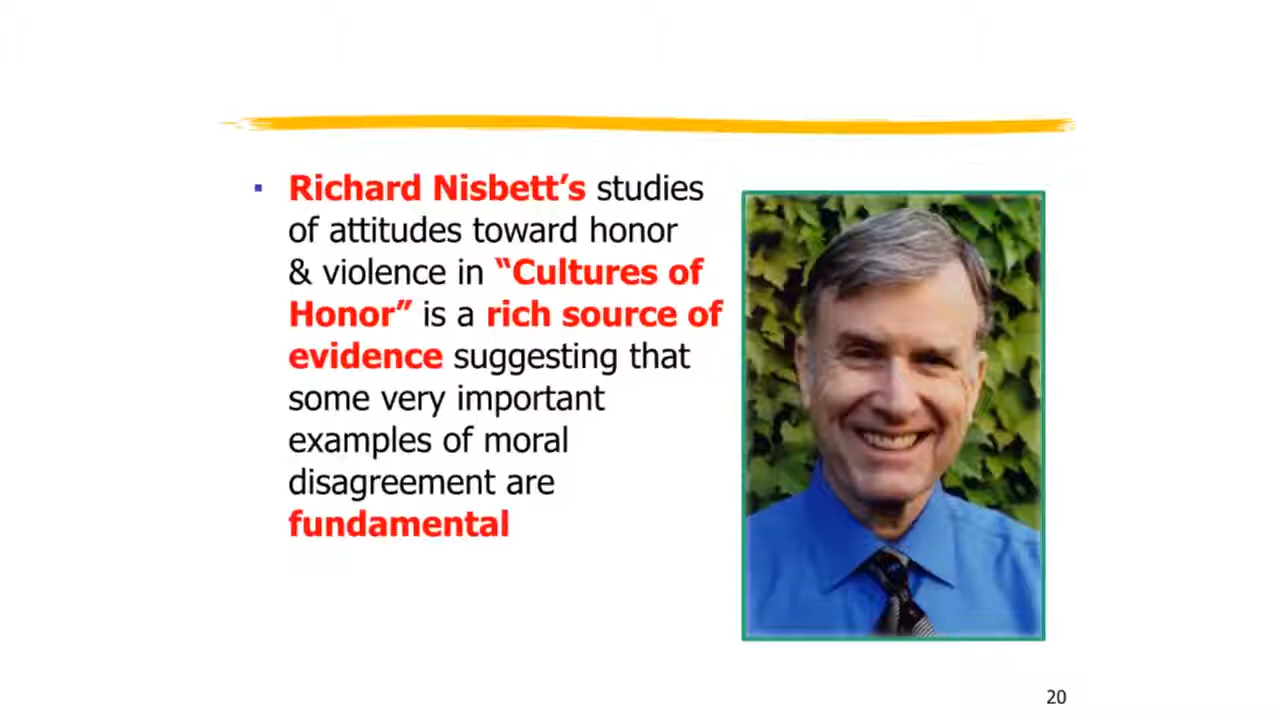 ▪ Richard Nisbett’s studies
of attitudes toward honor
& violence in “Cultures of
Honor” is a rich source of
evidence suggesting that
some very important
examples of moral
disagreement are
fundamental
20